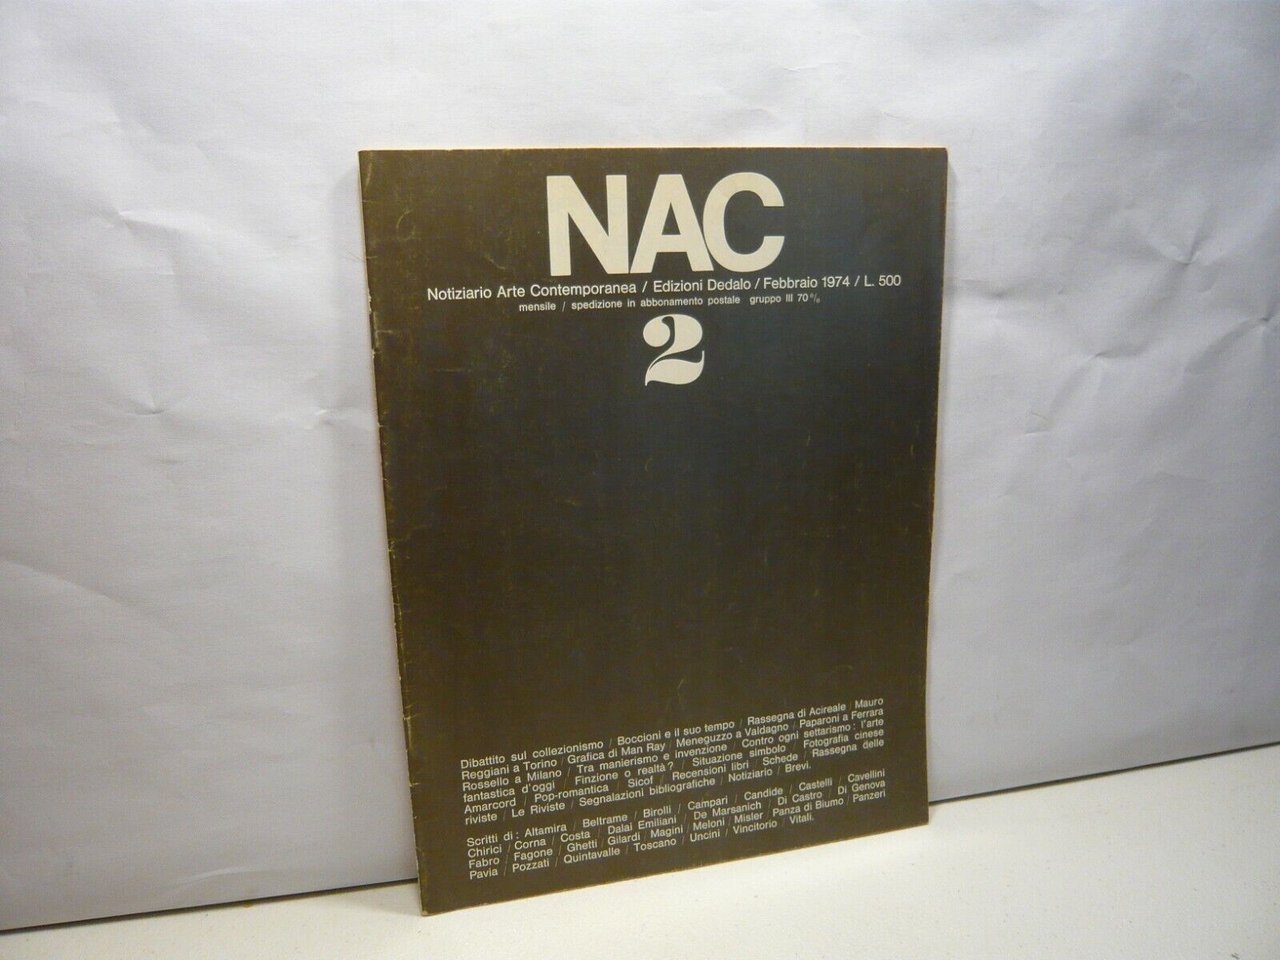 NAC
Notiziario Arte Contemporanea / Edizioni Dedalo / Febbraio 1974 / L. 500
mensile / spedizione in abbonamento postale gruppo III 70%
2
Dibattito sul collezionismo / Boccioni e il suo tempo / Rassegna di Acireale / Mauro
Reggiani a Torino / Grafica di Man Ray / Meneguzzo a Valdagno / Paparoni a Ferrara
Rossello a Milano / Tra manierismo e invenzione / Contro ogni settarismo: l'arte
fantastica d'oggi / Finzione o realtà? / Situazione simbolo / Fotografia cinese
Amarcord / Pop-romantica / Sicof / Recensioni libri / Schede / Rassegna delle
riviste / Le Riviste / Segnalazioni bibliografiche / Notiziario / Brevi.
Scritti di: Altamira / Beltrame / Birolli / Campari / Candide / Castelli / Cavellini
Chirici / Corna / Costa / Dalai Emiliani / De Marsanich / Di Castro / Di Genova
Fabro / Fagone / Ghetti / Gilardi / Magini / Meloni / Misler / Panza di Biumo / Panzeri
Pavia / Pozzati / Quintavalle / Toscano / Uncini / Vincitorio / Vitali.